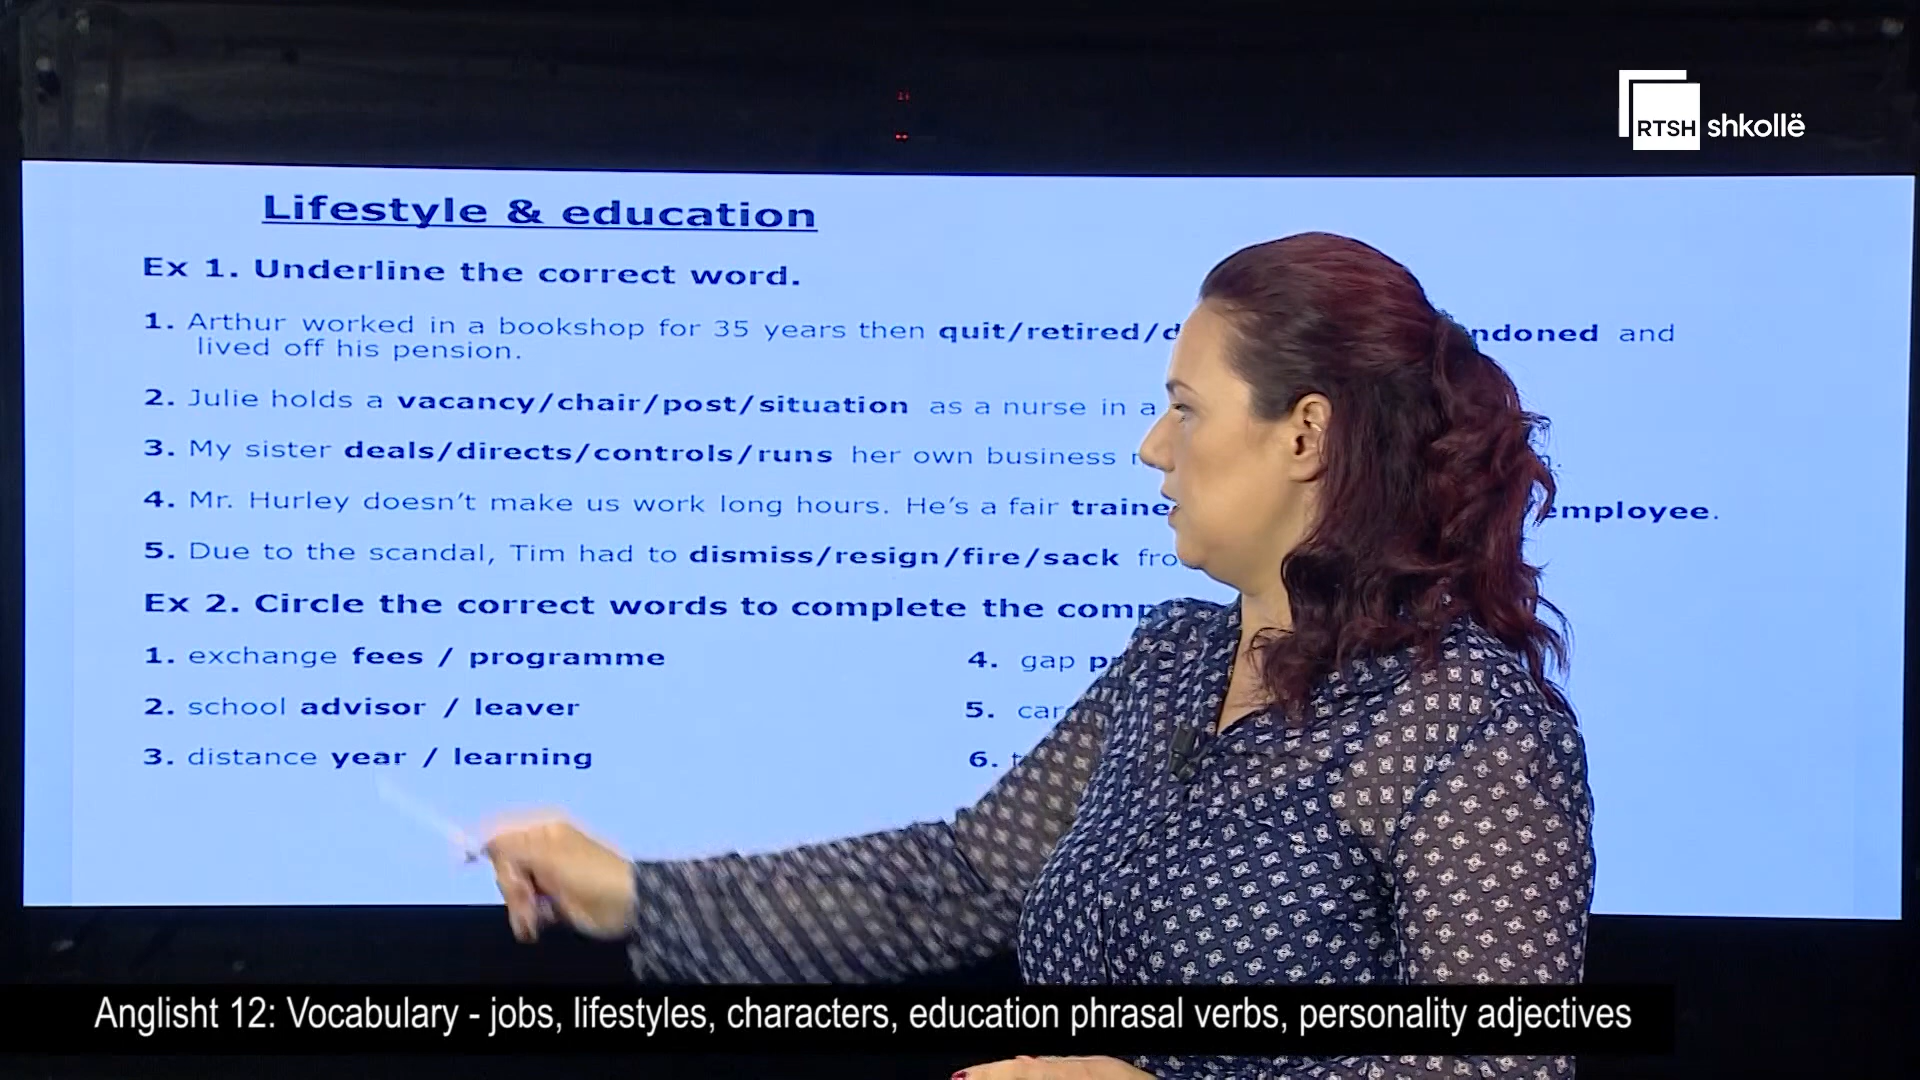 RTSH shkollë
Lifestyle & education
Ex 1. Underline the correct word.
1. Arthur worked in a bookshop for 35 years then quit/retired/ and
lived off his pension.
2. Julie holds a vacancy/chair/post/situation as a nurse in a
3. My sister deals/directs/controls/runs her own business
4. Mr. Hurley doesn't make us work long hours. He's a fair employee.
5. Due to the scandal, Tim had to dismiss/resign/fire/sack
Ex 2. Circle the correct words to complete the
1. exchange fees / programme
2. school advisor / leaver
3. distance year / learning
4. gap
5.
6.
Anglisht 12: Vocabulary - jobs, lifestyles, characters, education phrasal verbs, personality adjectives